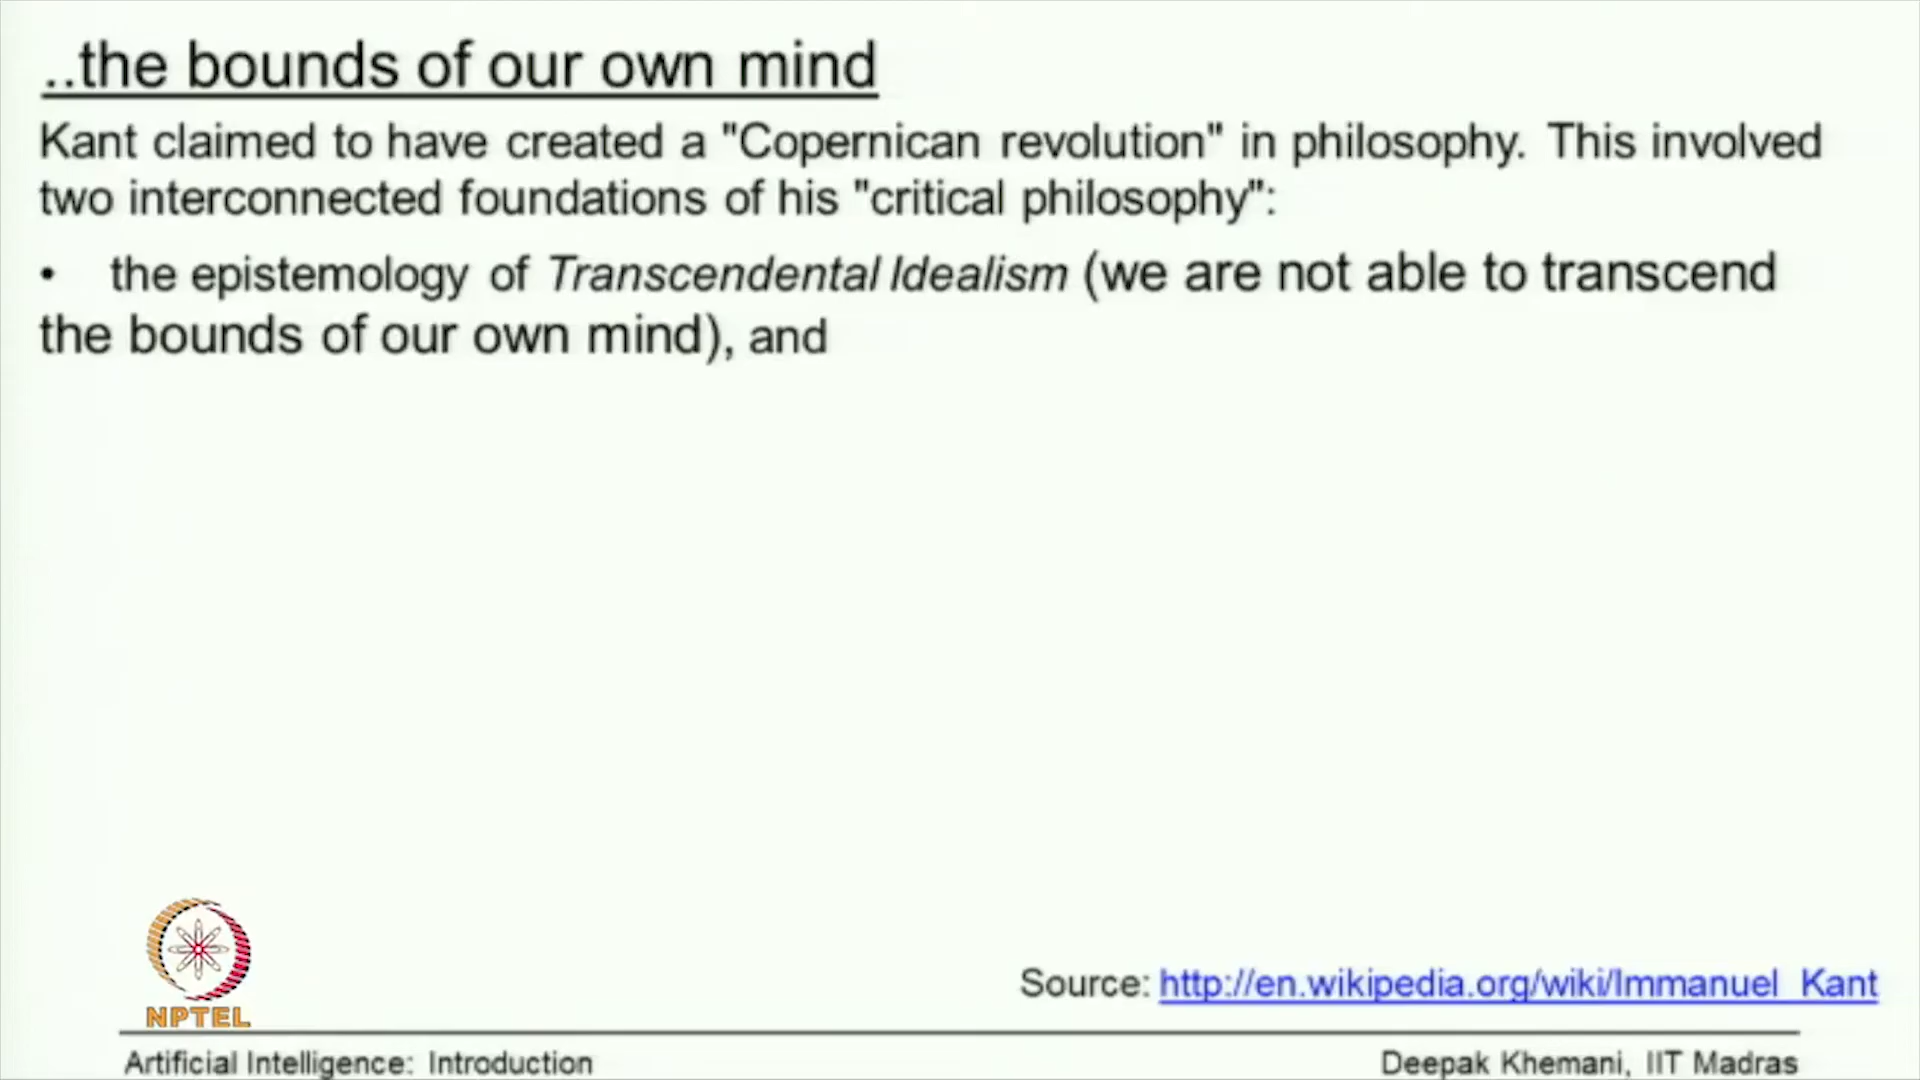 ..the bounds of our own mind
Kant claimed to have created a "Copernican revolution" in philosophy. This involved
two interconnected foundations of his "critical philosophy":
• the epistemology of Transcendental Idealism (we are not able to transcend
the bounds of our own mind), and
NPTEL
Source: http://en.wikipedia.org/wiki/Immanuel_Kant
Artificial Intelligence: Introduction
Deepak Khemani, IIT Madras